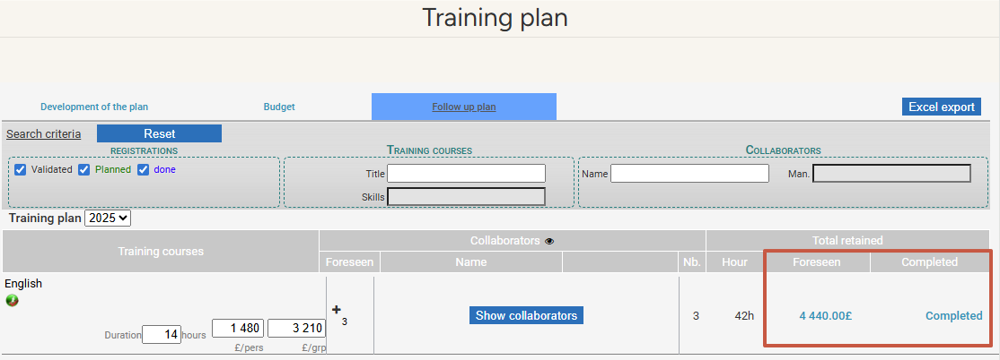 Training plan
Development of the plan Budget Follow up plan Excel export
Search criteria Reset
REGISTRATIONS TRAINING COURSES COLLABORATORS
Validated Planned done Title Name Man.
Skills
Training plan 2025
Training courses Collaborators Total retained
Foreseen Name Nb. Hour Foreseen Completed
English
3 Show collaborators 3 42h 4 440.00£ Completed
Duration 14 hours 1 480 3 210
£/pers £/grp